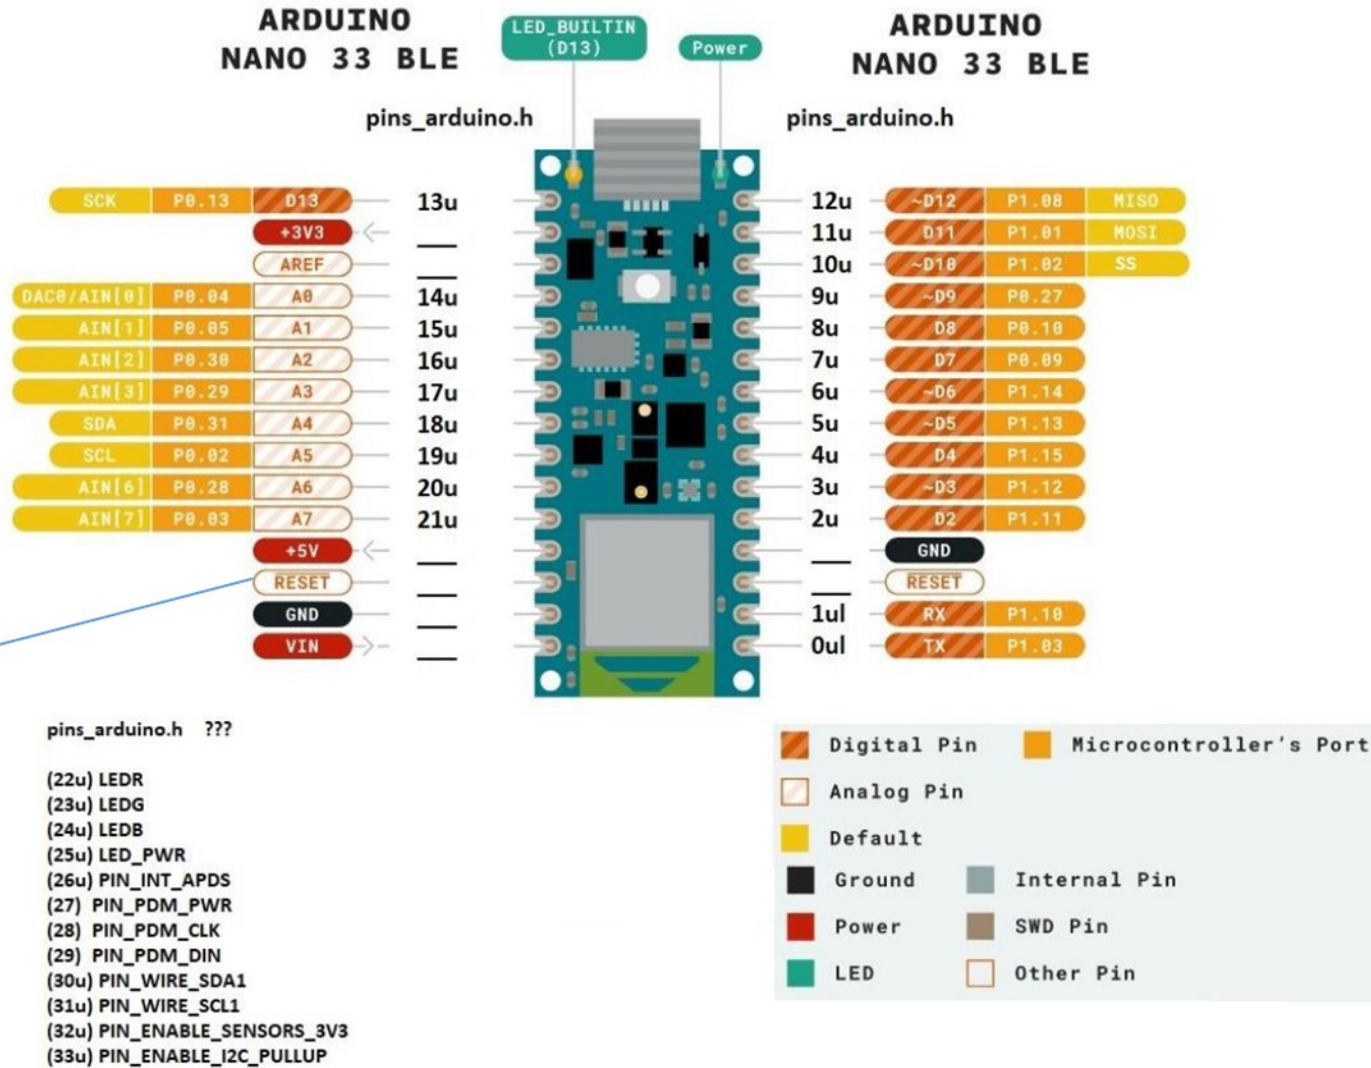 ARDUINO
NANO 33 BLE
LED_BUILTIN
(D13)
Power
ARDUINO
NANO 33 BLE
pins_arduino.h
pins_arduino.h
SCK P0.13 D13 13u
+3V3
AREF
DAC0/AIN[0] P0.04 A0 14u
AIN[1] P0.05 A1 15u
AIN[2] P0.30 A2 16u
AIN[3] P0.29 A3 17u
SDA P0.31 A4 18u
SCL P0.02 A5 19u
AIN[6] P0.28 A6 20u
AIN[7] P0.03 A7 21u
+5V
RESET
GND
VIN
12u ~D12 P1.08 MISO
11u D11 P1.01 MOSI
10u ~D10 P1.02 SS
9u ~D9 P0.27
8u D8 P0.10
7u D7 P0.09
6u ~D6 P1.14
5u ~D5 P1.13
4u D4 P1.15
3u ~D3 P1.12
2u D2 P1.11
GND
RESET
1ul RX P1.10
0ul TX P1.03
pins_arduino.h ???
(22u) LEDR
(23u) LEDG
(24u) LEDB
(25u) LED_PWR
(26u) PIN_INT_APDS
(27) PIN_PDM_PWR
(28) PIN_PDM_CLK
(29) PIN_PDM_DIN
(30u) PIN_WIRE_SDA1
(31u) PIN_WIRE_SCL1
(32u) PIN_ENABLE_SENSORS_3V3
(33u) PIN_ENABLE_I2C_PULLUP
Digital Pin
Microcontroller's Port
Analog Pin
Default
Ground
Internal Pin
Power
SWD Pin
LED
Other Pin